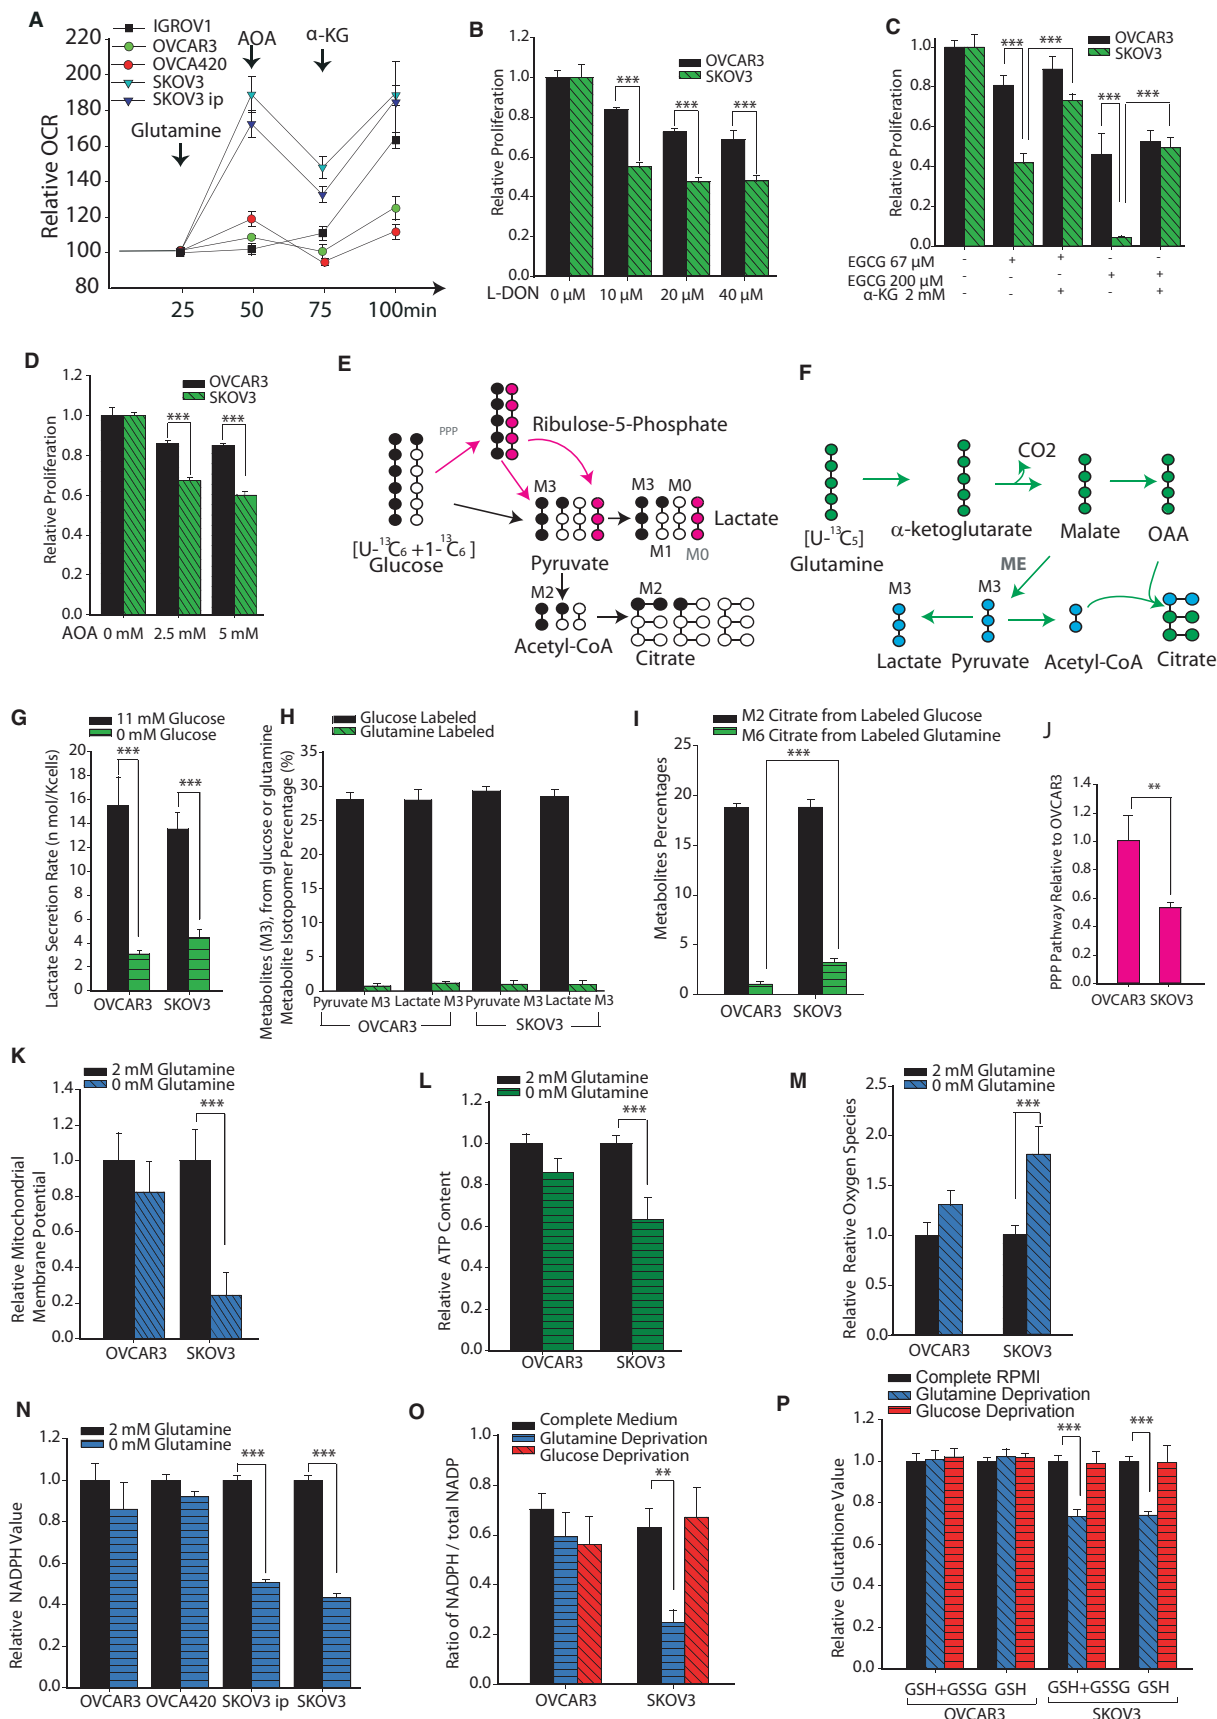 A
IGROV1
OVCAR3
OVCA420
SKOV3
SKOV3 ip
AOA
α-KG
Glutamine
Relative OCR
220
200
180
160
140
120
100
80
25
50
75
100min
B
OVCAR3
SKOV3
Relative Proliferation
1.2
1.0
0.8
0.6
0.4
0.2
0.0
***
***
***
L-DON
0 µM
10 µM
20 µM
40 µM
C
OVCAR3
SKOV3
Relative Proliferation
1.0
0.8
0.6
0.4
0.2
0.0
***
***
***
***
EGCG 67 µM - + + - -
EGCG 200 µM - - - + +
α-KG 2 mM - - + - +
D
OVCAR3
SKOV3
Relative Proliferation
1.2
1.0
0.8
0.6
0.4
0.2
0.0
***
***
AOA
0 mM
2.5 mM
5 mM
E
PPP
Ribulose-5-Phosphate
[U-13C6 +1-13C6 ]
Glucose
M3
M3
M0
M1
M0
Lactate
Pyruvate
M2
M2
Acetyl-CoA
Citrate
F
CO2
[U-13C5]
Glutamine
α-ketoglutarate
Malate
OAA
ME
M3
M3
Lactate
Pyruvate
Acetyl-CoA
Citrate
G
11 mM Glucose
0 mM Glucose
Lactate Secretion Rate (n mol/Kcells)
20
18
16
14
12
10
8
6
4
2
0
***
***
OVCAR3
SKOV3
H
Glucose Labeled
Glutamine Labeled
Metabolites (M3), from glucose or glutamine
Metabolite Isotopomer Percentage (%)
35
30
25
20
15
10
5
0
Pyruvate M3
Lactate M3
Pyruvate M3
Lactate M3
OVCAR3
SKOV3
I
M2 Citrate from Labeled Glucose
M6 Citrate from Labeled Glutamine
Metabolites Percentages
25
20
15
10
5
0
***
OVCAR3
SKOV3
J
PPP Pathway Relative to OVCAR3
1.4
1.2
1.0
0.8
0.6
0.4
0.2
0.0
**
OVCAR3
SKOV3
K
2 mM Glutamine
0 mM Glutamine
Relative Mitochondrial
Membrane Potential
1.4
1.2
1.0
0.8
0.6
0.4
0.2
0.0
***
OVCAR3
SKOV3
L
2 mM Glutamine
0 mM Glutamine
Relative ATP Content
1.2
1.0
0.8
0.6
0.4
0.2
0.0
***
OVCAR3
SKOV3
M
2 mM Glutamine
0 mM Glutamine
Relative Reative Oxygen Species
2.5
2.0
1.5
1.0
0.5
0.0
***
OVCAR3
SKOV3
N
2 mM Glutamine
0 mM Glutamine
Relative NADPH Value
1.2
1.0
0.8
0.6
0.4
0.2
0.0
***
***
OVCAR3
OVCA420
SKOV3 ip
SKOV3
O
Complete Medium
Glutamine Deprivation
Glucose Deprivation
Ratio of NADPH / total NADP
1.0
0.8
0.6
0.4
0.2
0.0
**
OVCAR3
SKOV3
P
Complete RPMI
Glutamine Deprivation
Glucose Deprivation
Relative Glutathione Value
1.2
1.0
0.8
0.6
0.4
0.2
0.0
***
***
GSH+GSSG
GSH
GSH+GSSG
GSH
OVCAR3
SKOV3